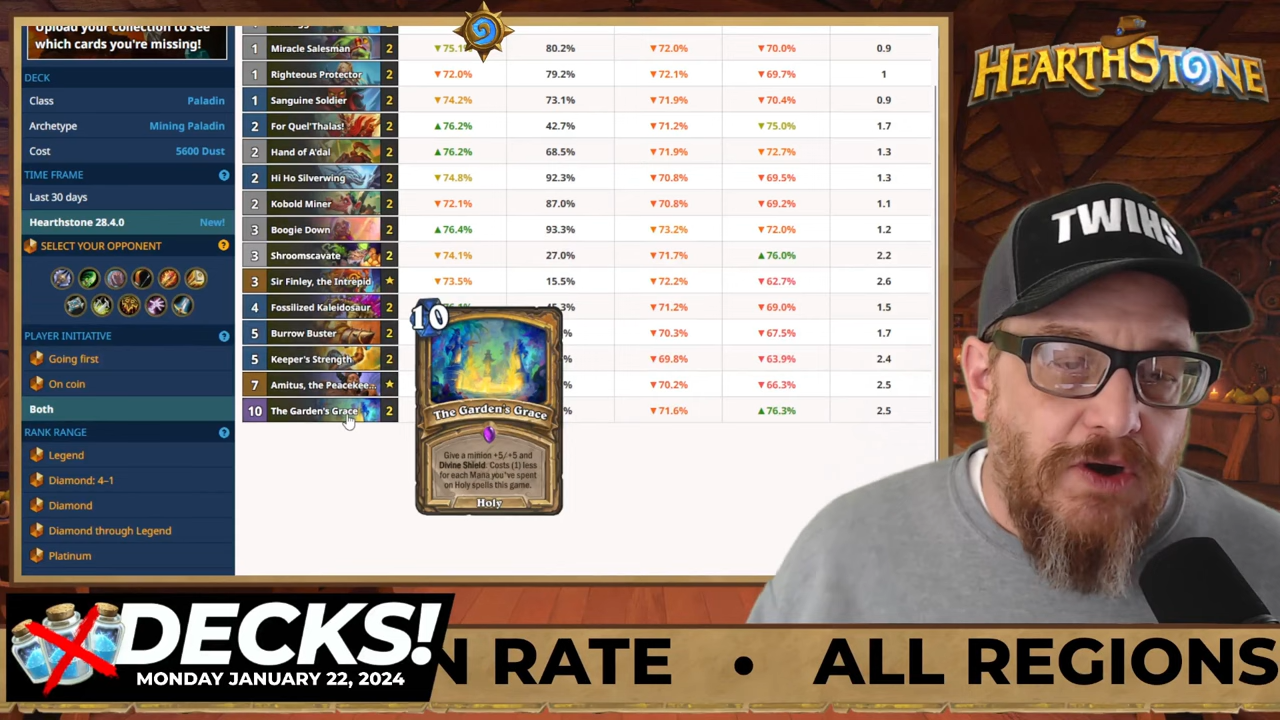 Upload your collection to see
which cards you're missing!
DECK
Class Paladin
Archetype Mining Paladin
Cost 5600 Dust
TIME FRAME
Last 30 days
Hearthstone 28.4.0 New!
SELECT YOUR OPPONENT
PLAYER INITIATIVE
Going first
On coin
Both
RANK RANGE
Legend
Diamond: 4–1
Diamond
Diamond through Legend
Platinum
1 Miracle Salesman 2 ▼75.1% 80.2% ▼72.0% ▼70.0% 0.9
1 Righteous Protector 2 ▼72.0% 79.2% ▼72.1% ▼69.7% 1
1 Sanguine Soldier 2 ▼74.2% 73.1% ▼71.9% ▼70.4% 0.9
2 For Quel'Thalas! 2 ▲76.2% 42.7% ▼71.2% ▼75.0% 1.7
2 Hand of A'dal 2 ▲76.2% 68.5% ▼71.9% ▼72.7% 1.3
2 Hi Ho Silverwing 2 ▼74.8% 92.3% ▼70.8% ▼69.5% 1.3
2 Kobold Miner 2 ▼72.1% 87.0% ▼70.8% ▼69.2% 1.1
3 Boogie Down 2 ▲76.4% 93.3% ▼73.2% ▼72.0% 1.2
3 Shroomscavate 2 ▼74.1% 27.0% ▼71.7% ▲76.0% 2.2
3 Sir Finley, the Intrepid ★ ▼73.5% 15.5% ▼72.2% ▼62.7% 2.6
4 Fossilized Kaleidosaur 2 ▼71.2% ▼69.0% 1.5
5 Burrow Buster 2 % ▼70.3% ▼67.5% 1.7
5 Keeper's Strength 2 % ▼69.8% ▼63.9% 2.4
7 Amitus, the Peacekee... ★ % ▼70.2% ▼66.3% 2.5
10 The Garden's Grace 2 % ▼71.6% ▲76.3% 2.5
10
The Garden's Grace
Give a minion +5/+5 and
Divine Shield. Costs (1) less
for each Mana you've spent
on Holy spells this game.
Holy
HEARTHSTONE
TWIHS
DECKS!
MONDAY JANUARY 22, 2024
N RATE • ALL REGIONS